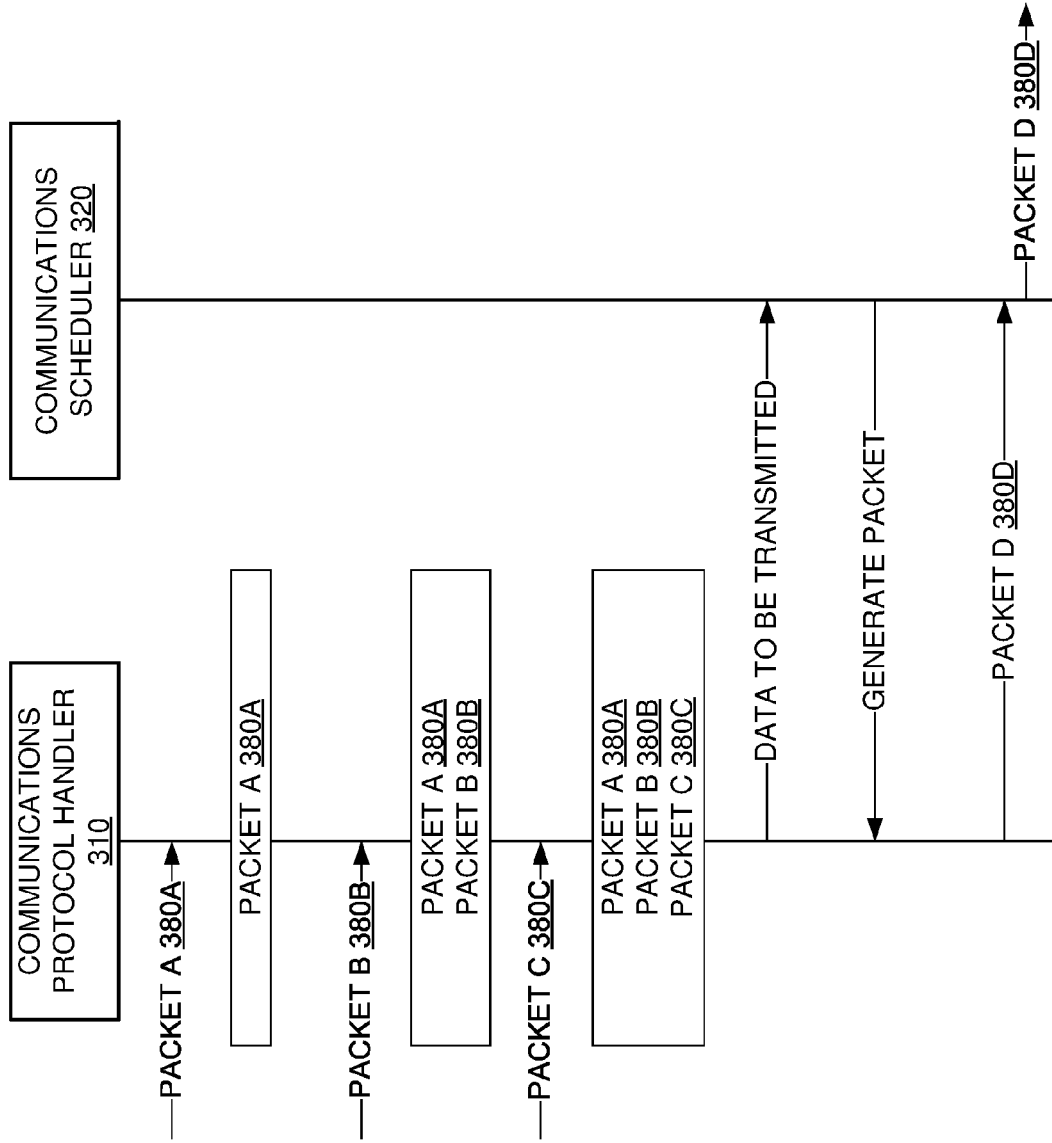 COMMUNICATIONS
PROTOCOL HANDLER
310
COMMUNICATIONS
SCHEDULER 320
PACKET A 380A
PACKET A 380A
PACKET B 380B
PACKET A 380A
PACKET B 380B
PACKET C 380C
PACKET A 380A
PACKET B 380B
PACKET C 380C
DATA TO BE TRANSMITTED
GENERATE PACKET
PACKET D 380D
PACKET D 380D